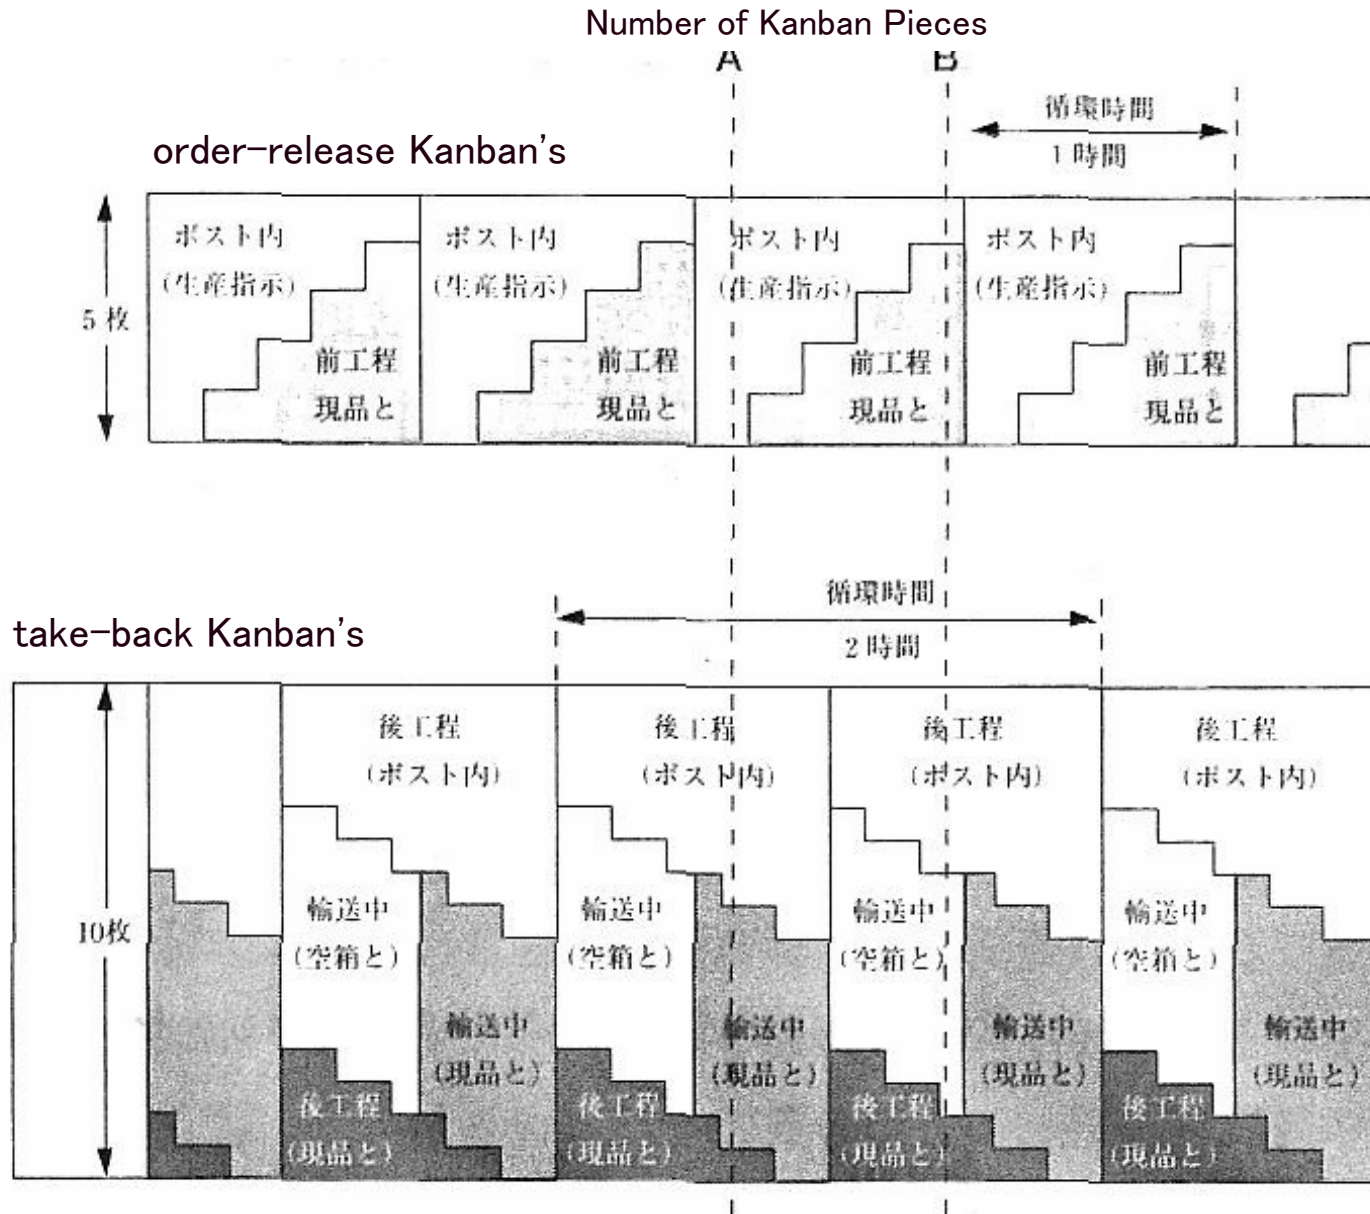 Number of Kanban Pieces
A
B
循環時間
1時間
order-release Kanban's
5枚
ポスト内
(生産指示)
前工程
現品と
ポスト内
(生産指示)
前工程
現品と
ポスト内
(生産指示)
前工程
現品と
ポスト内
(生産指示)
前工程
現品と
循環時間
2時間
take-back Kanban's
10枚
後工程
(ポスト内)
輸送中
(空箱と)
輸送中
(現品と)
後工程
(現品と)
後工程
(ポスト内)
輸送中
(空箱と)
輸送中
(現品と)
後工程
(現品と)
後工程
(ポスト内)
輸送中
(空箱と)
輸送中
(現品と)
後工程
(現品と)
後工程
(ポスト内)
輸送中
(空箱と)
輸送中
(現品と)
後工程
(現品と)